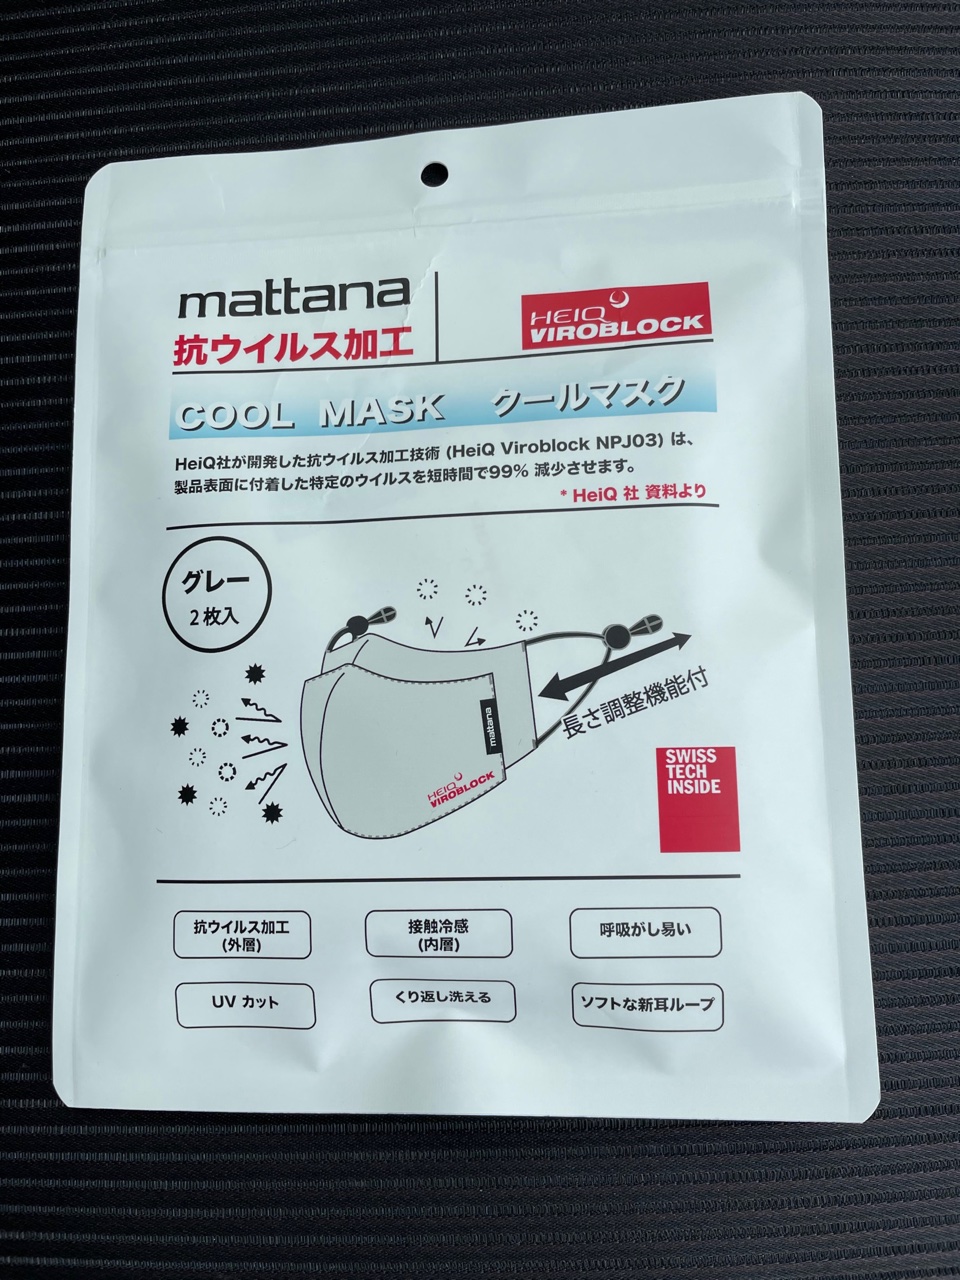 mattana
抗ウイルス加工
HEIQ
VIROBLOCK
COOL MASK クールマスク
HeiQ社が開発した抗ウイルス加工技術 (HeiQ Viroblock NPJ03) は、
製品表面に付着した特定のウイルスを短時間で99% 減少させます。
* HeiQ 社 資料より
グレー
2枚入
長さ調整機能付
mattana
HEIQ
VIROBLOCK
SWISS
TECH
INSIDE
抗ウイルス加工
(外層)
接触冷感
(内層)
呼吸がし易い
UV カット
くり返し洗える
ソフトな新耳ループ